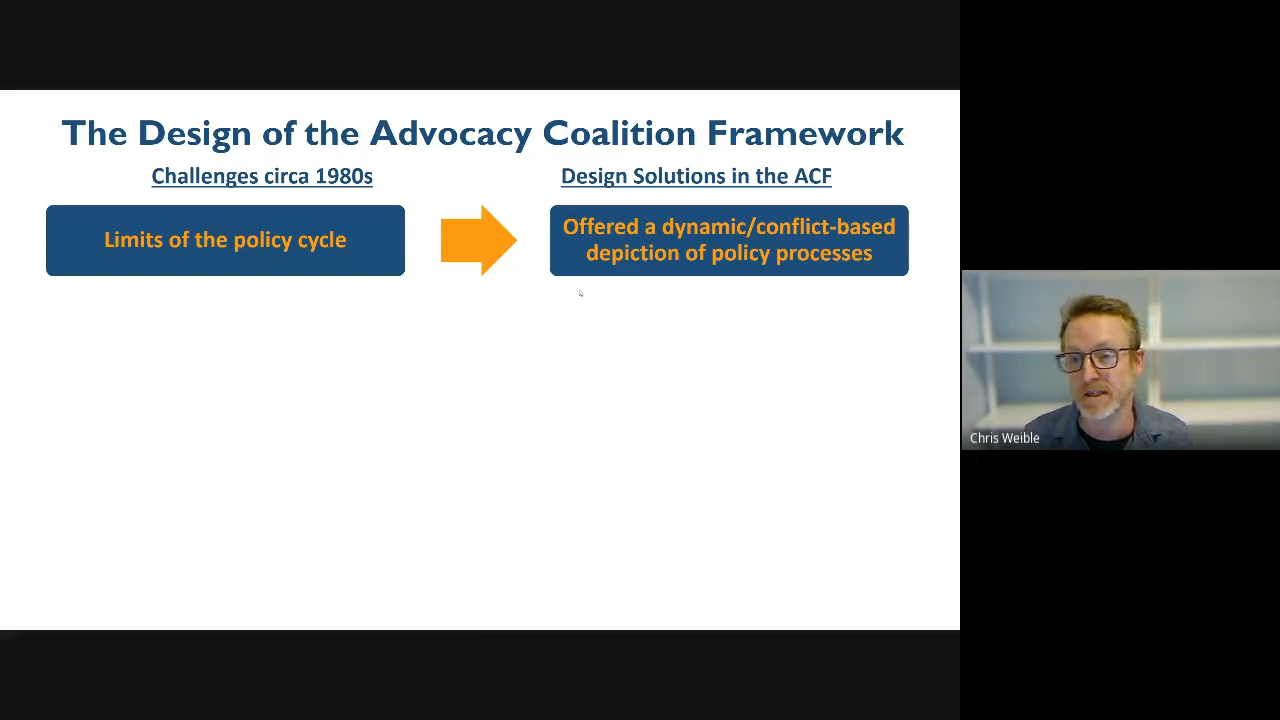 The Design of the Advocacy Coalition Framework
Challenges circa 1980s
Design Solutions in the ACF
Limits of the policy cycle
Offered a dynamic/conflict-based
depiction of policy processes
Chris Weible